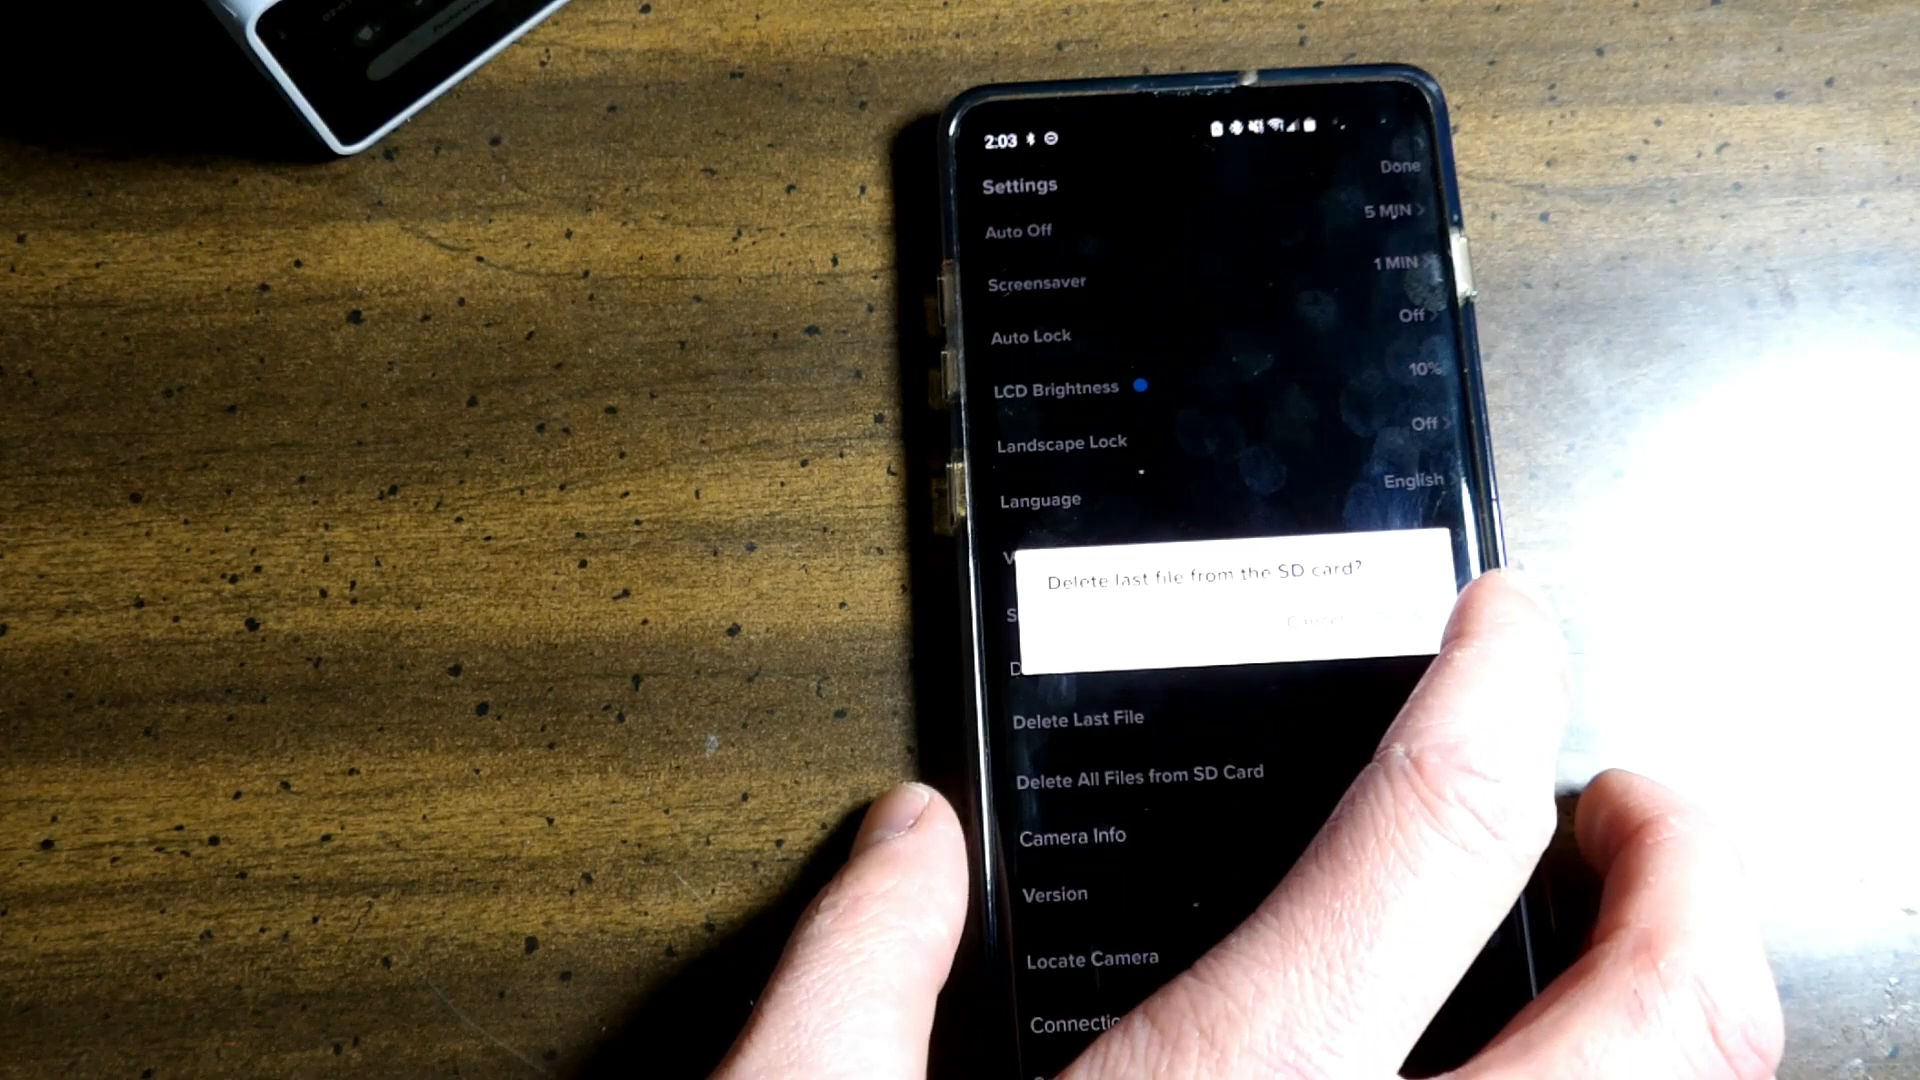 2:03
Done
Settings
Auto Off 5 MIN
Screensaver 1 MIN
Auto Lock Off
LCD Brightness 10%
Landscape Lock Off
Language English
V
S
D
Delete last file from the SD card?
Cancel
Delete Last File
Delete All Files from SD Card
Camera Info
Version
Locate Camera
Connectio